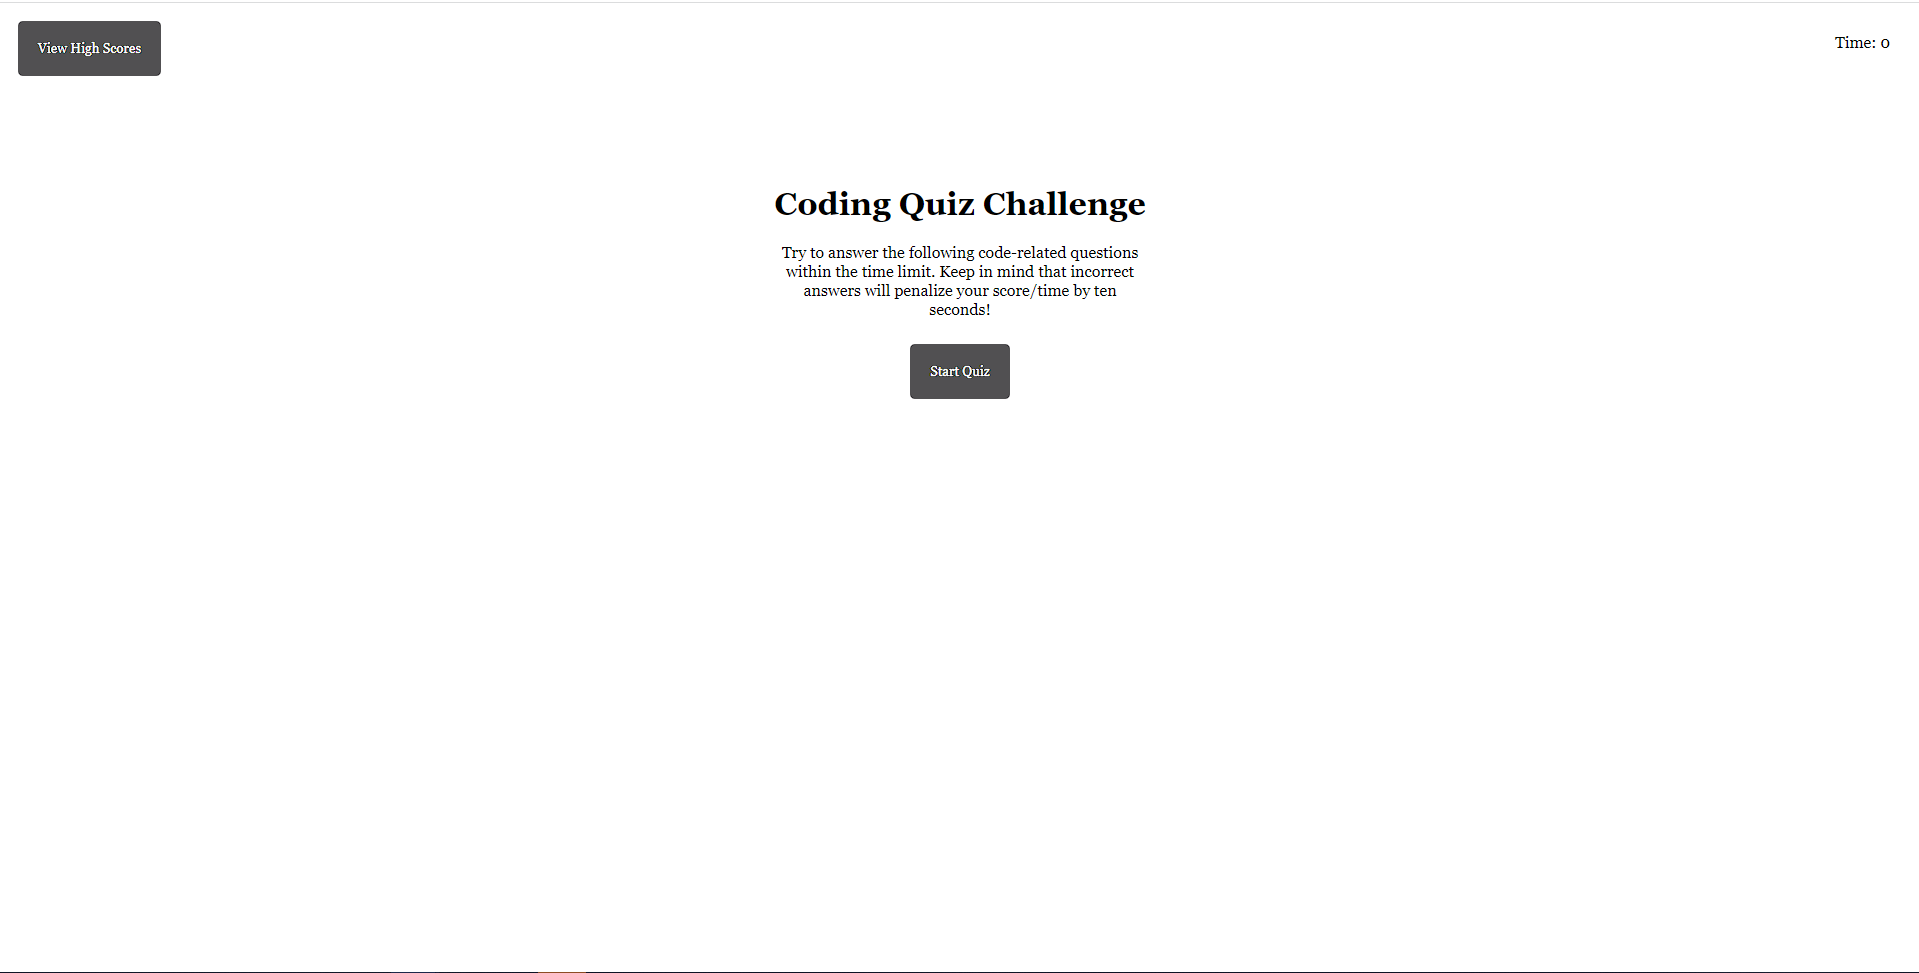 View High Scores
Time: 0
Coding Quiz Challenge
Try to answer the following code-related questions
within the time limit. Keep in mind that incorrect
answers will penalize your score/time by ten
seconds!
Start Quiz